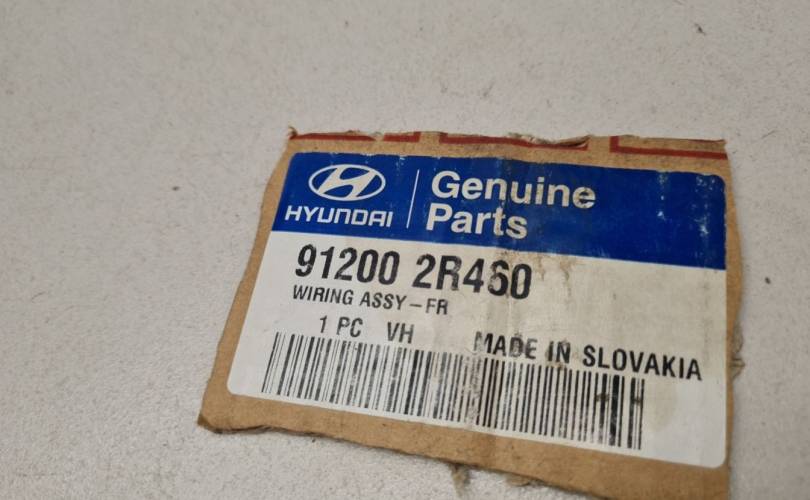 HYUNDAI
Genuine
Parts
91200 2R460
WIRING ASSY-FR
1 PC VH MADE IN SLOVAKIA